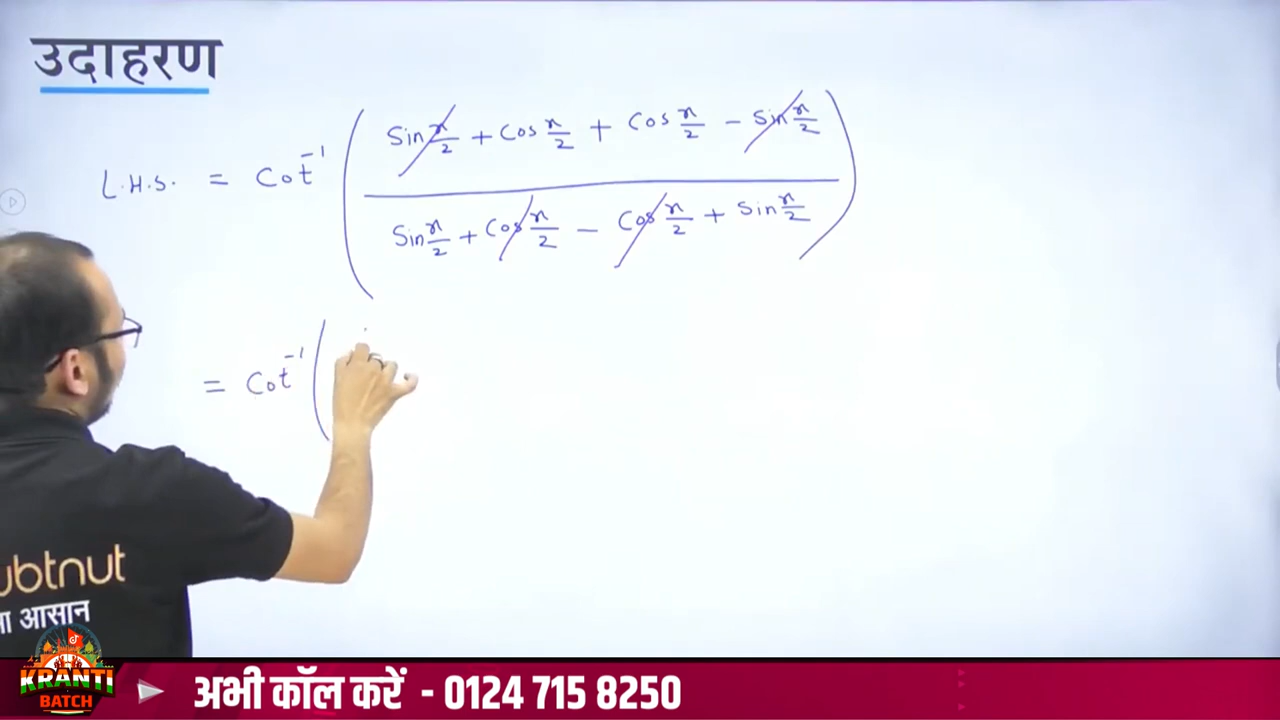 उदाहरण
L.H.S. = Cot⁻¹ ( Sin x/2 + Cos x/2 + Cos x/2 - Sin x/2
Sin x/2 + Cos x/2 - Cos x/2 + Sin x/2 )
= Cot⁻¹ (
ubtnut
ा आसान
KRANTI
BATCH
अभी कॉल करें - 0124 715 8250